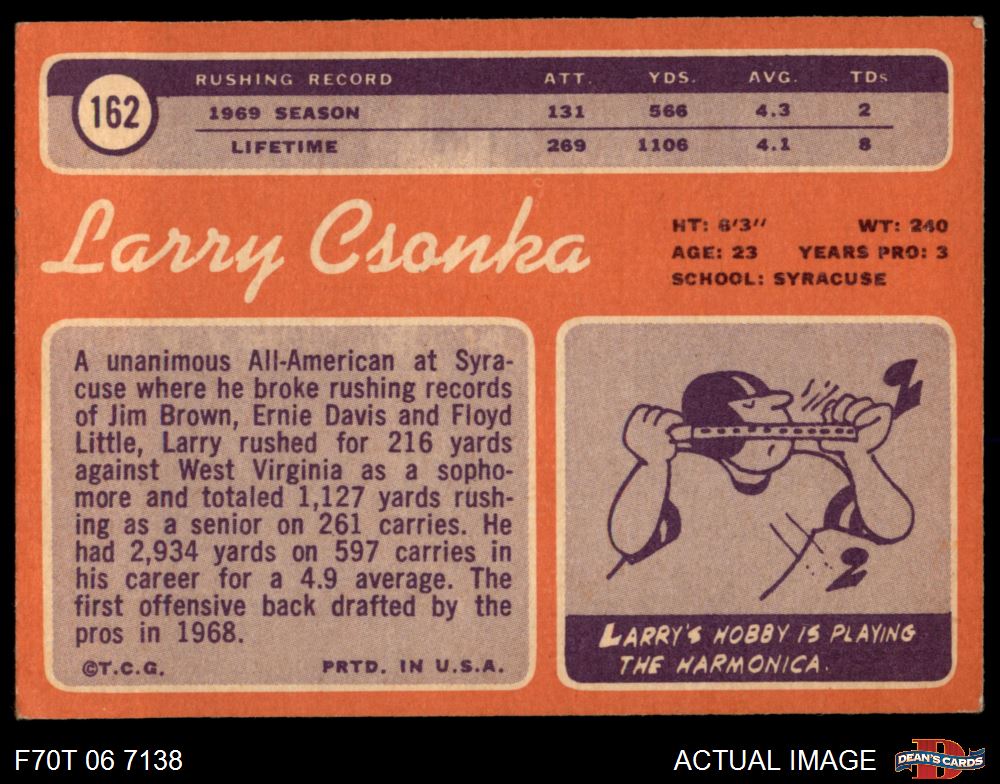 162
RUSHING RECORD ATT. YDS. AVG. TDs
1969 SEASON 131 566 4.3 2
LIFETIME 269 1106 4.1 8
Larry Csonka
HT: 6'3" WT: 240
AGE: 23 YEARS PRO: 3
SCHOOL: SYRACUSE
A unanimous All-American at Syra-
cuse where he broke rushing records
of Jim Brown, Ernie Davis and Floyd
Little, Larry rushed for 216 yards
against West Virginia as a sopho-
more and totaled 1,127 yards rush-
ing as a senior on 261 carries. He
had 2,934 yards on 597 carries in
his career for a 4.9 average. The
first offensive back drafted by the
pros in 1968.
©T.C.G. PRTD. IN U.S.A.
LARRY'S HOBBY IS PLAYING
THE HARMONICA.
F70T 06 7138 ACTUAL IMAGE
D
DEAN'S CARDS